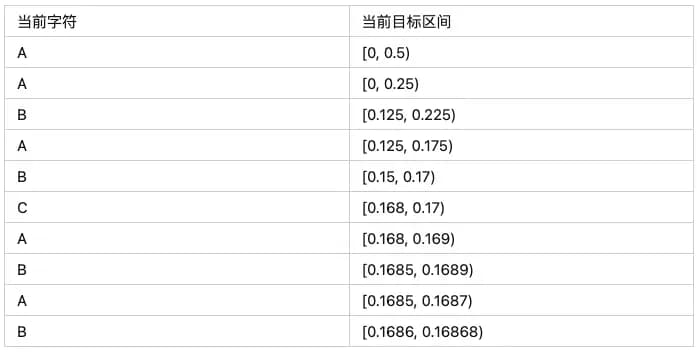 当前字符 当前目标区间
A [0, 0.5)
A [0, 0.25)
B [0.125, 0.225)
A [0.125, 0.175)
B [0.15, 0.17)
C [0.168, 0.17)
A [0.168, 0.169)
B [0.1685, 0.1689)
A [0.1685, 0.1687)
B [0.1686, 0.16868)